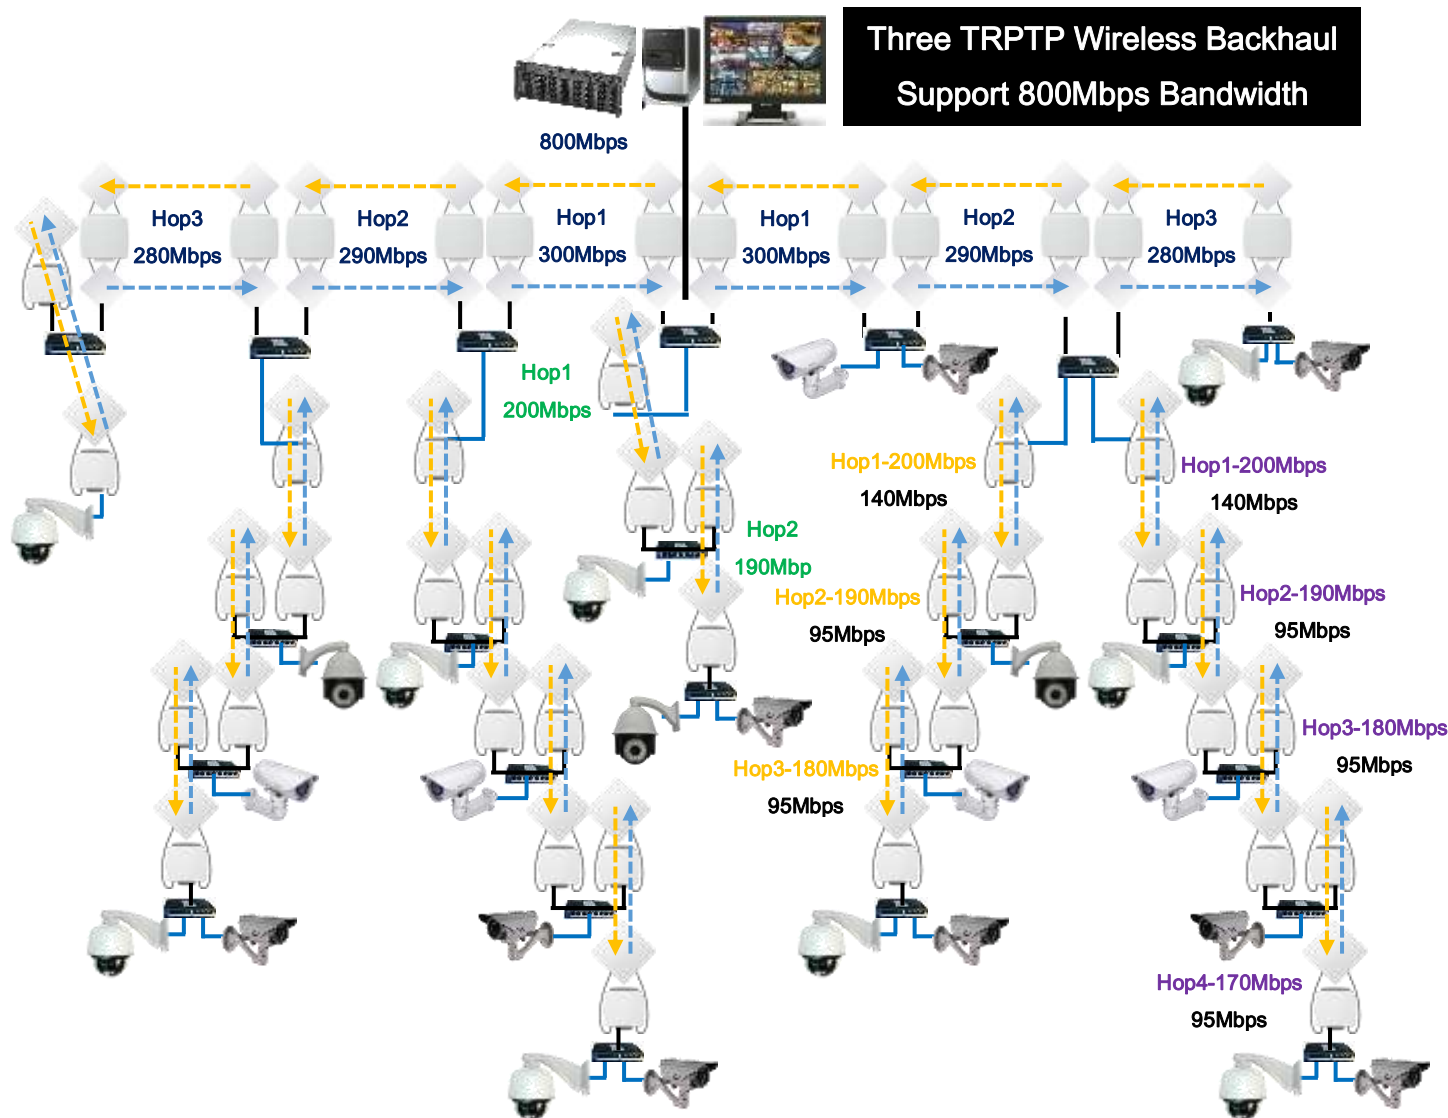 Three TRPTP Wireless Backhaul
Support 800Mbps Bandwidth
800Mbps
Hop3
280Mbps
Hop2
290Mbps
Hop1
300Mbps
Hop1
300Mbps
Hop2
290Mbps
Hop3
280Mbps
Hop1
200Mbps
Hop2
190Mbp
Hop1-200Mbps
140Mbps
Hop1-200Mbps
140Mbps
Hop2-190Mbps
95Mbps
Hop2-190Mbps
95Mbps
Hop3-180Mbps
95Mbps
Hop3-180Mbps
95Mbps
Hop4-170Mbps
95Mbps